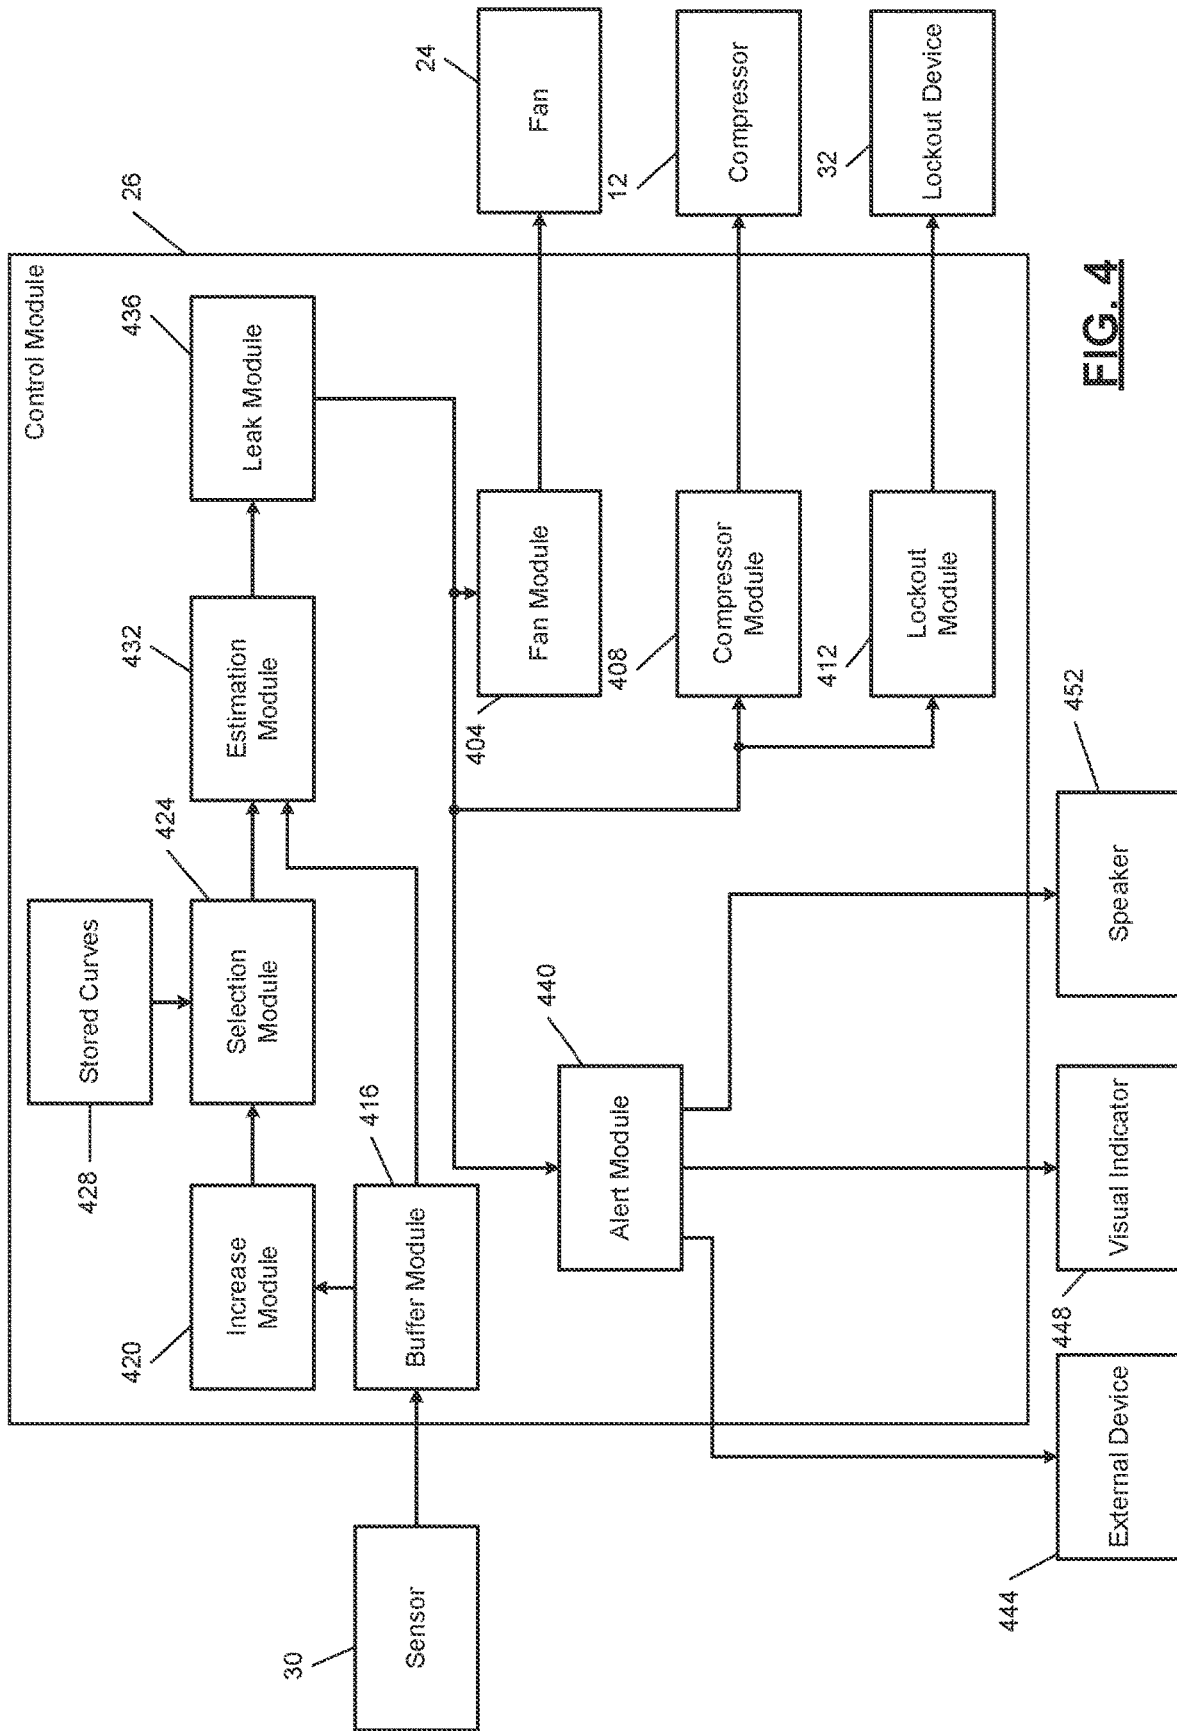 Control Module
26
Stored Curves
428
Increase
Module
420
Selection
Module
424
Estimation
Module
432
Leak Module
436
Sensor
30
Buffer Module
416
Fan Module
404
Fan
24
Alert Module
440
Compressor
Module
408
Compressor
12
Lockout
Module
412
Lockout Device
32
External Device
444
Visual Indicator
448
Speaker
452
FIG. 4